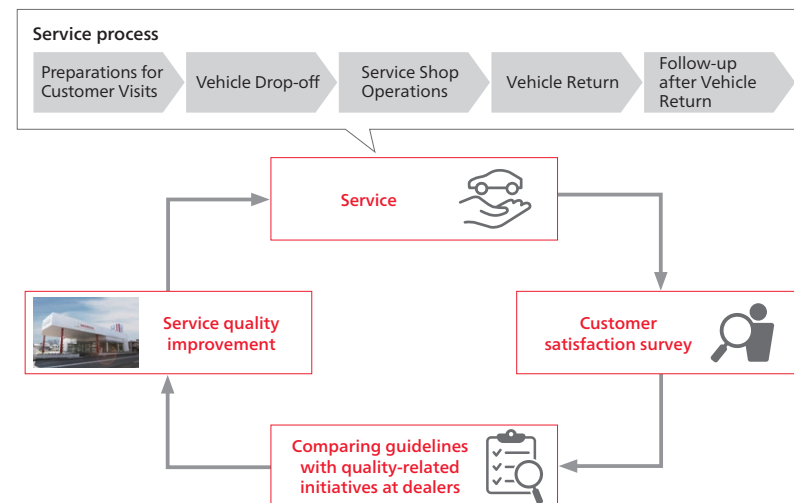 Service process
Preparations for
Customer Visits
Vehicle Drop-off
Service Shop
Operations
Vehicle Return
Follow-up
after Vehicle
Return
Service
Service quality
improvement
Customer
satisfaction survey
Comparing guidelines
with quality-related
initiatives at dealers